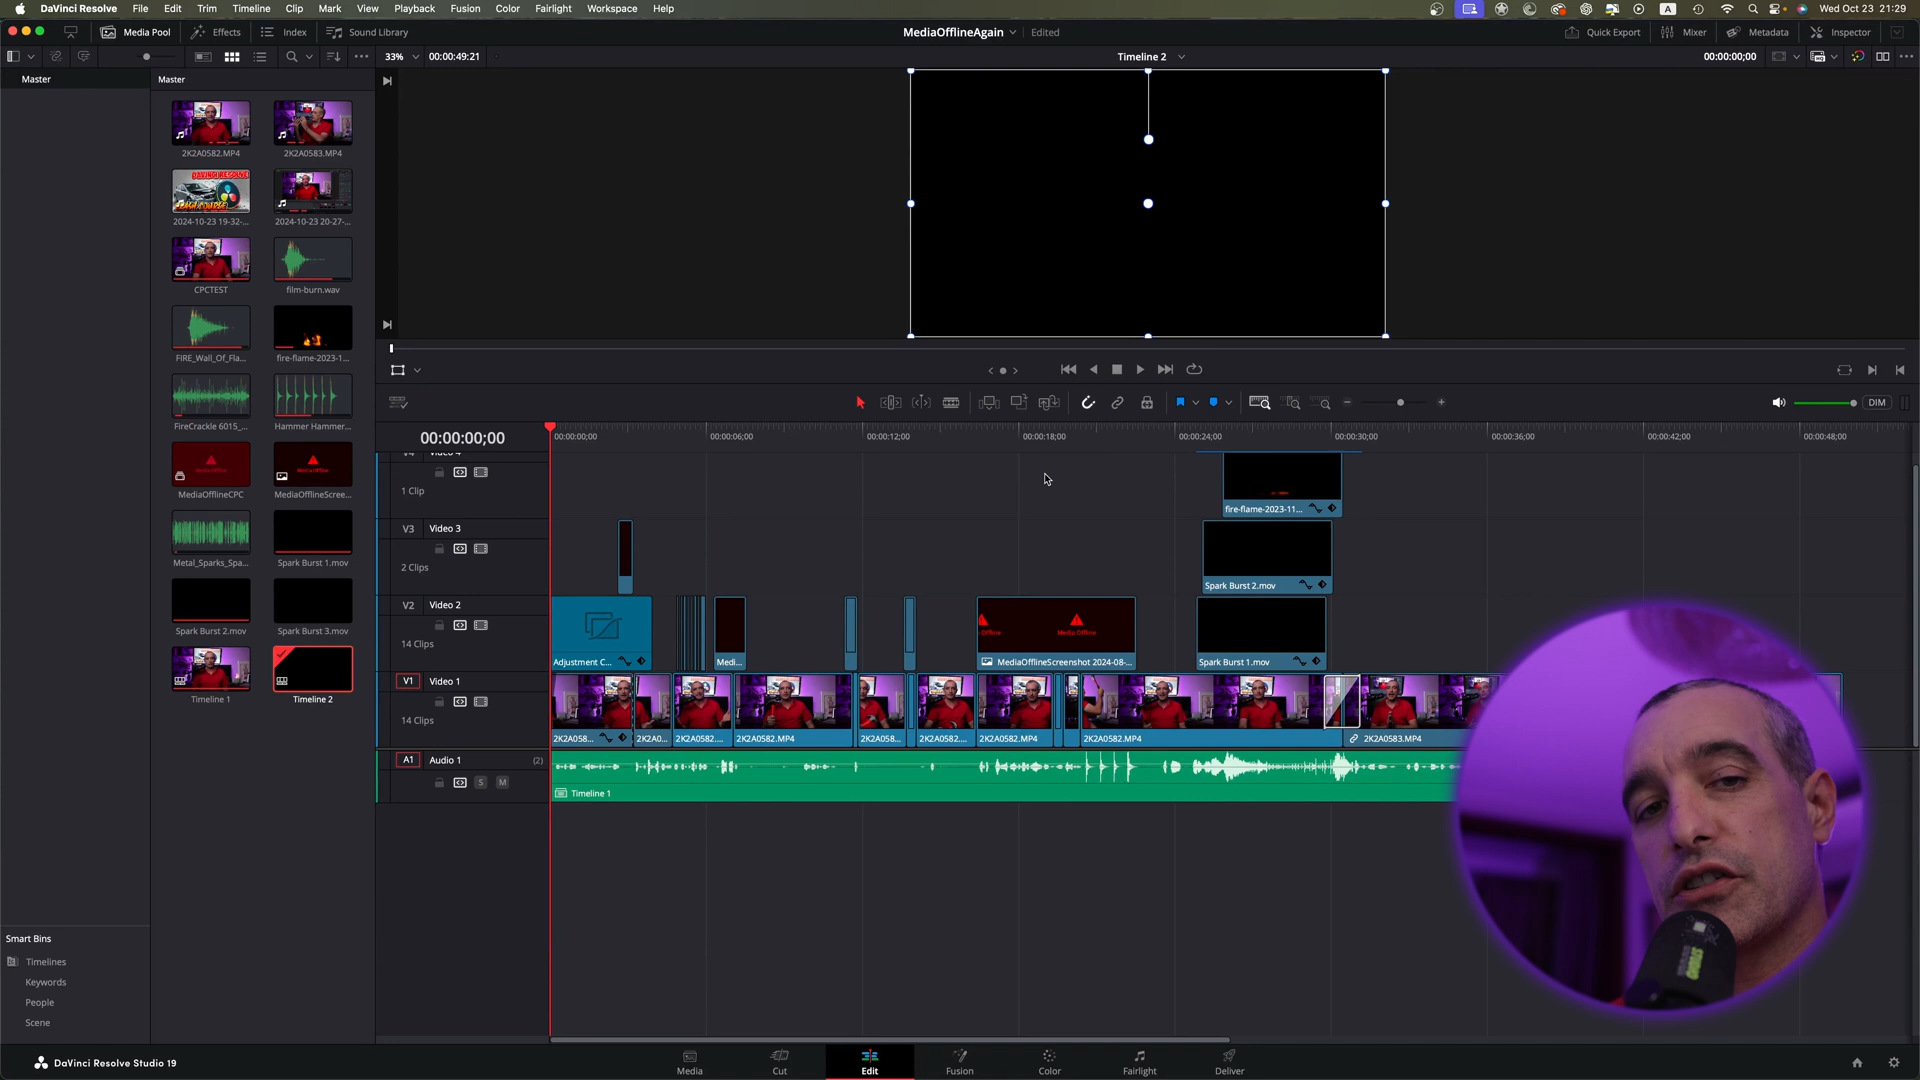 DaVinci Resolve File Edit Trim Timeline Clip Mark View Playback Fusion Color Fairlight Workspace Help
A Wed Oct 23 21:29
Media Pool Effects Index Sound Library
MediaOfflineAgain Edited
Quick Export Mixer Metadata Inspector
33% 00:00:49:21
Timeline 2
00:00:00;00
Master
Master
2K2A0582.MP4 2K2A0583.MP4
DAVINCI RESOLVE
2024-10-23 19-32-... 2024-10-23 20-27-...
CPCTEST film-burn.wav
FIRE_Wall_Of_Fla... fire-flame-2023-1...
FireCrackle 6015_... Hammer Hammer...
Media Offline
Media Offline
MediaOfflineCPC MediaOfflineScree...
Metal_Sparks_Spa... Spark Burst 1.mov
Spark Burst 2.mov Spark Burst 3.mov
Timeline 1 Timeline 2
Smart Bins
Timelines
Keywords
People
Scene
DIM
00:00:00;00
00:00:00;00 00:00:06;00 00:00:12;00 00:00:18;00 00:00:24;00 00:00:30;00 00:00:36;00 00:00:42;00 00:00:48;00
1 Clip
fire-flame-2023-11...
V3 Video 3
2 Clips
Spark Burst 2.mov
V2 Video 2
14 Clips
Adjustment C...
Medi...
Offline
Media Offline
MediaOfflineScreenshot 2024-08-...
Spark Burst 1.mov
V1 Video 1
14 Clips
2K2A058... 2K2A0... 2K2A0582.... 2K2A0582.MP4 2K2A058... 2K2A0582.... 2K2A0582.MP4 2K2A0582.MP4 2K2A0583.MP4
A1 Audio 1 (2)
S M
Timeline 1
DaVinci Resolve Studio 19
Media Cut Edit Fusion Color Fairlight Deliver